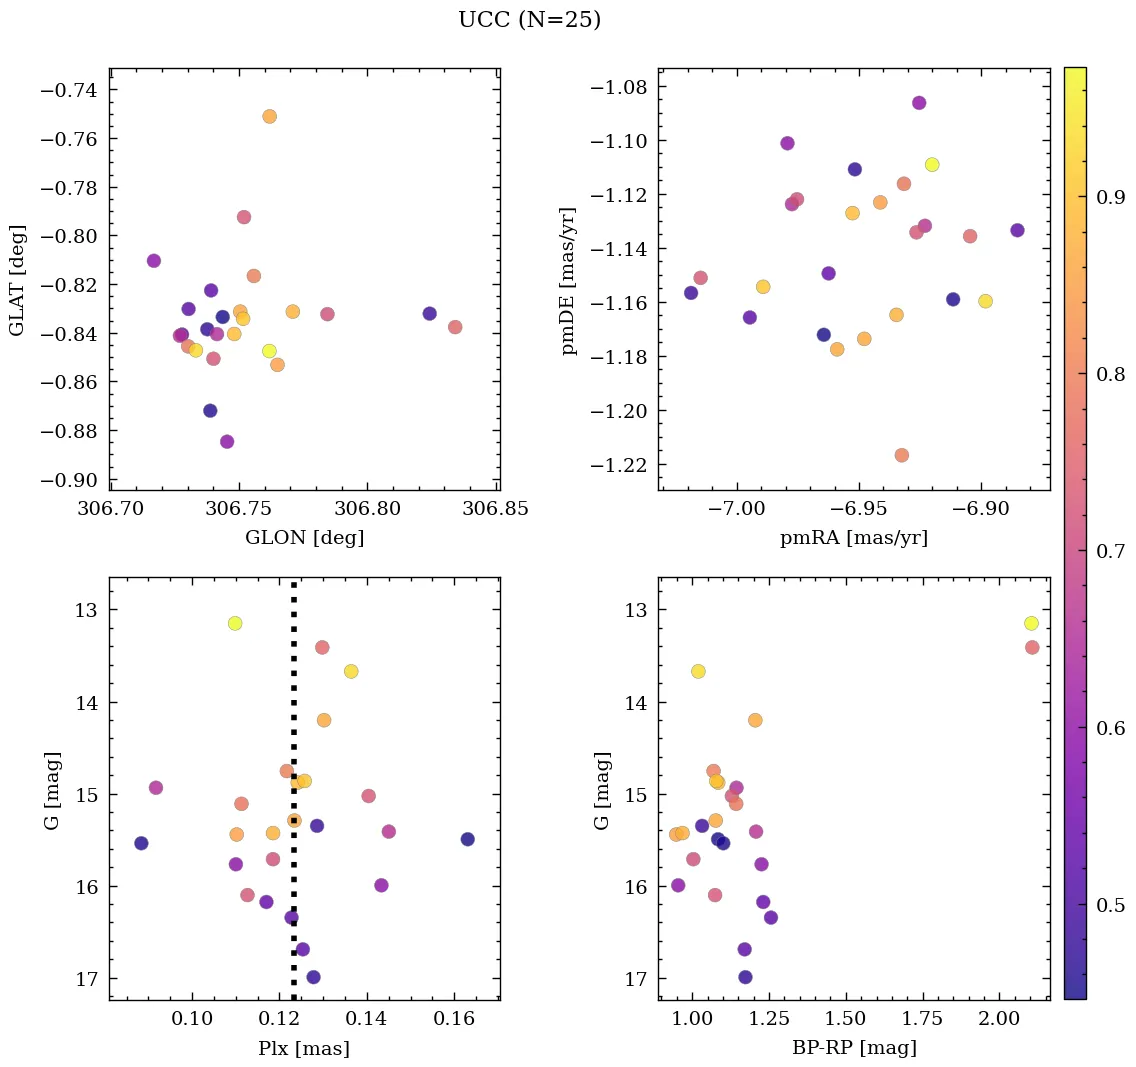 UCC (N=25)
−0.74
−0.76
−0.78
−0.80
−0.82
−0.84
−0.86
−0.88
−0.90
GLAT [deg]
306.70 306.75 306.80 306.85
GLON [deg]
−1.08
−1.10
−1.12
−1.14
−1.16
−1.18
−1.20
−1.22
pmDE [mas/yr]
−7.00 −6.95 −6.90
pmRA [mas/yr]
13
14
15
16
17
G [mag]
0.10 0.12 0.14 0.16
Plx [mas]
13
14
15
16
17
G [mag]
1.00 1.25 1.50 1.75 2.00
BP-RP [mag]
0.9
0.8
0.7
0.6
0.5